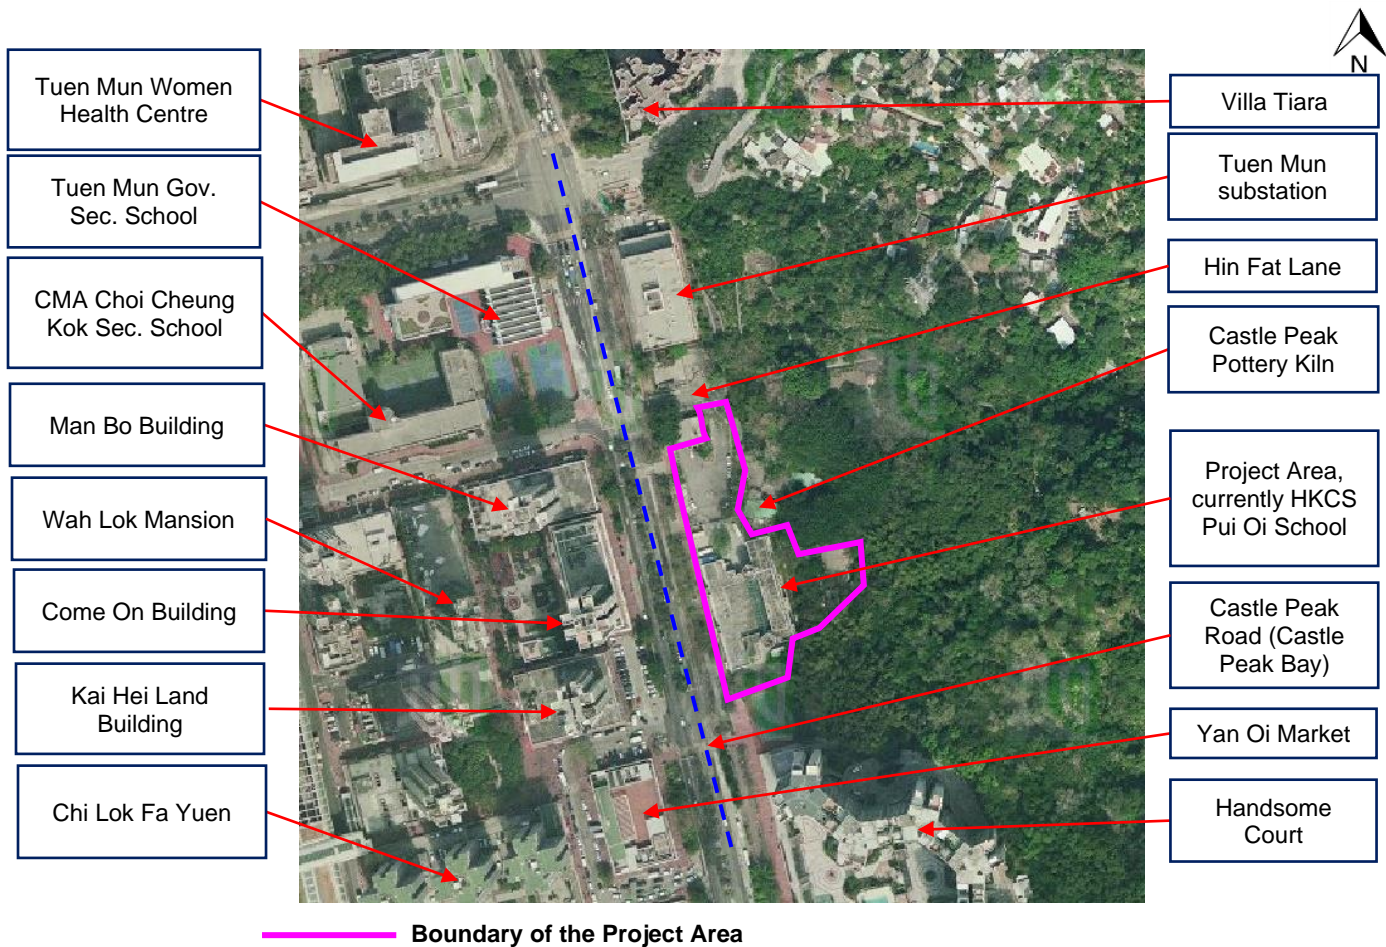 N
Tuen Mun Women
Health Centre
Tuen Mun Gov.
Sec. School
CMA Choi Cheung
Kok Sec. School
Man Bo Building
Wah Lok Mansion
Come On Building
Kai Hei Land
Building
Chi Lok Fa Yuen
Villa Tiara
Tuen Mun
substation
Hin Fat Lane
Castle Peak
Pottery Kiln
Project Area,
currently HKCS
Pui Oi School
Castle Peak
Road (Castle
Peak Bay)
Yan Oi Market
Handsome
Court
Boundary of the Project Area